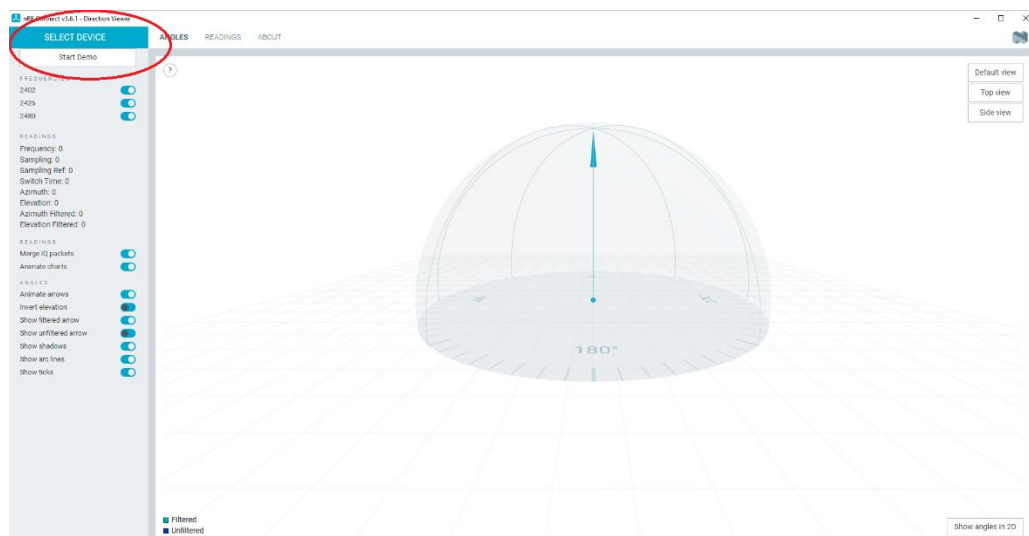 nRF Connect v3.6.1 - Direction Viewer
SELECT DEVICE
ANGLES READINGS ABOUT
Start Demo
?
FREQUENCIES
2402
2426
2480
READINGS
Frequency: 0
Sampling: 0
Sampling Ref: 0
Switch Time: 0
Azimuth: 0
Elevation: 0
Azimuth Filtered: 0
Elevation Filtered: 0
READINGS
Merge IQ packets
Animate charts
ANGLES
Animate arrows
Invert elevation
Show filtered arrow
Show unfiltered arrow
Show shadows
Show arc lines
Show ticks
Default view
Top view
Side view
180°
Filtered
Unfiltered
Show angles in 2D